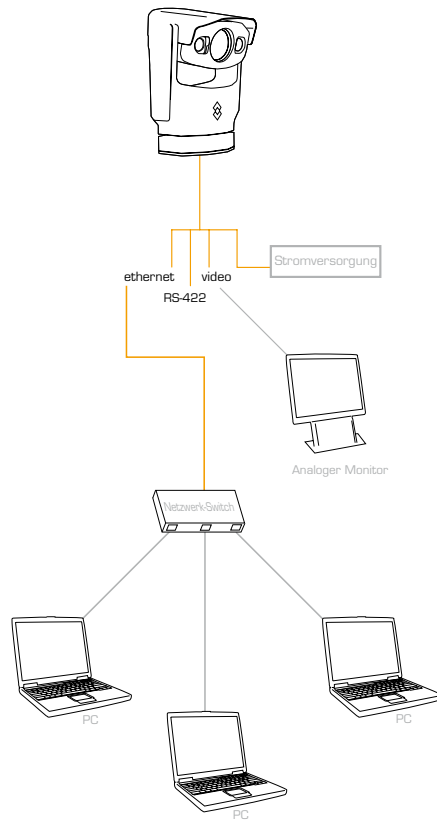 Stromversorgung
ethernet
video
RS-422
Analoger Monitor
Netzwerk-Switch
PC
PC
PC